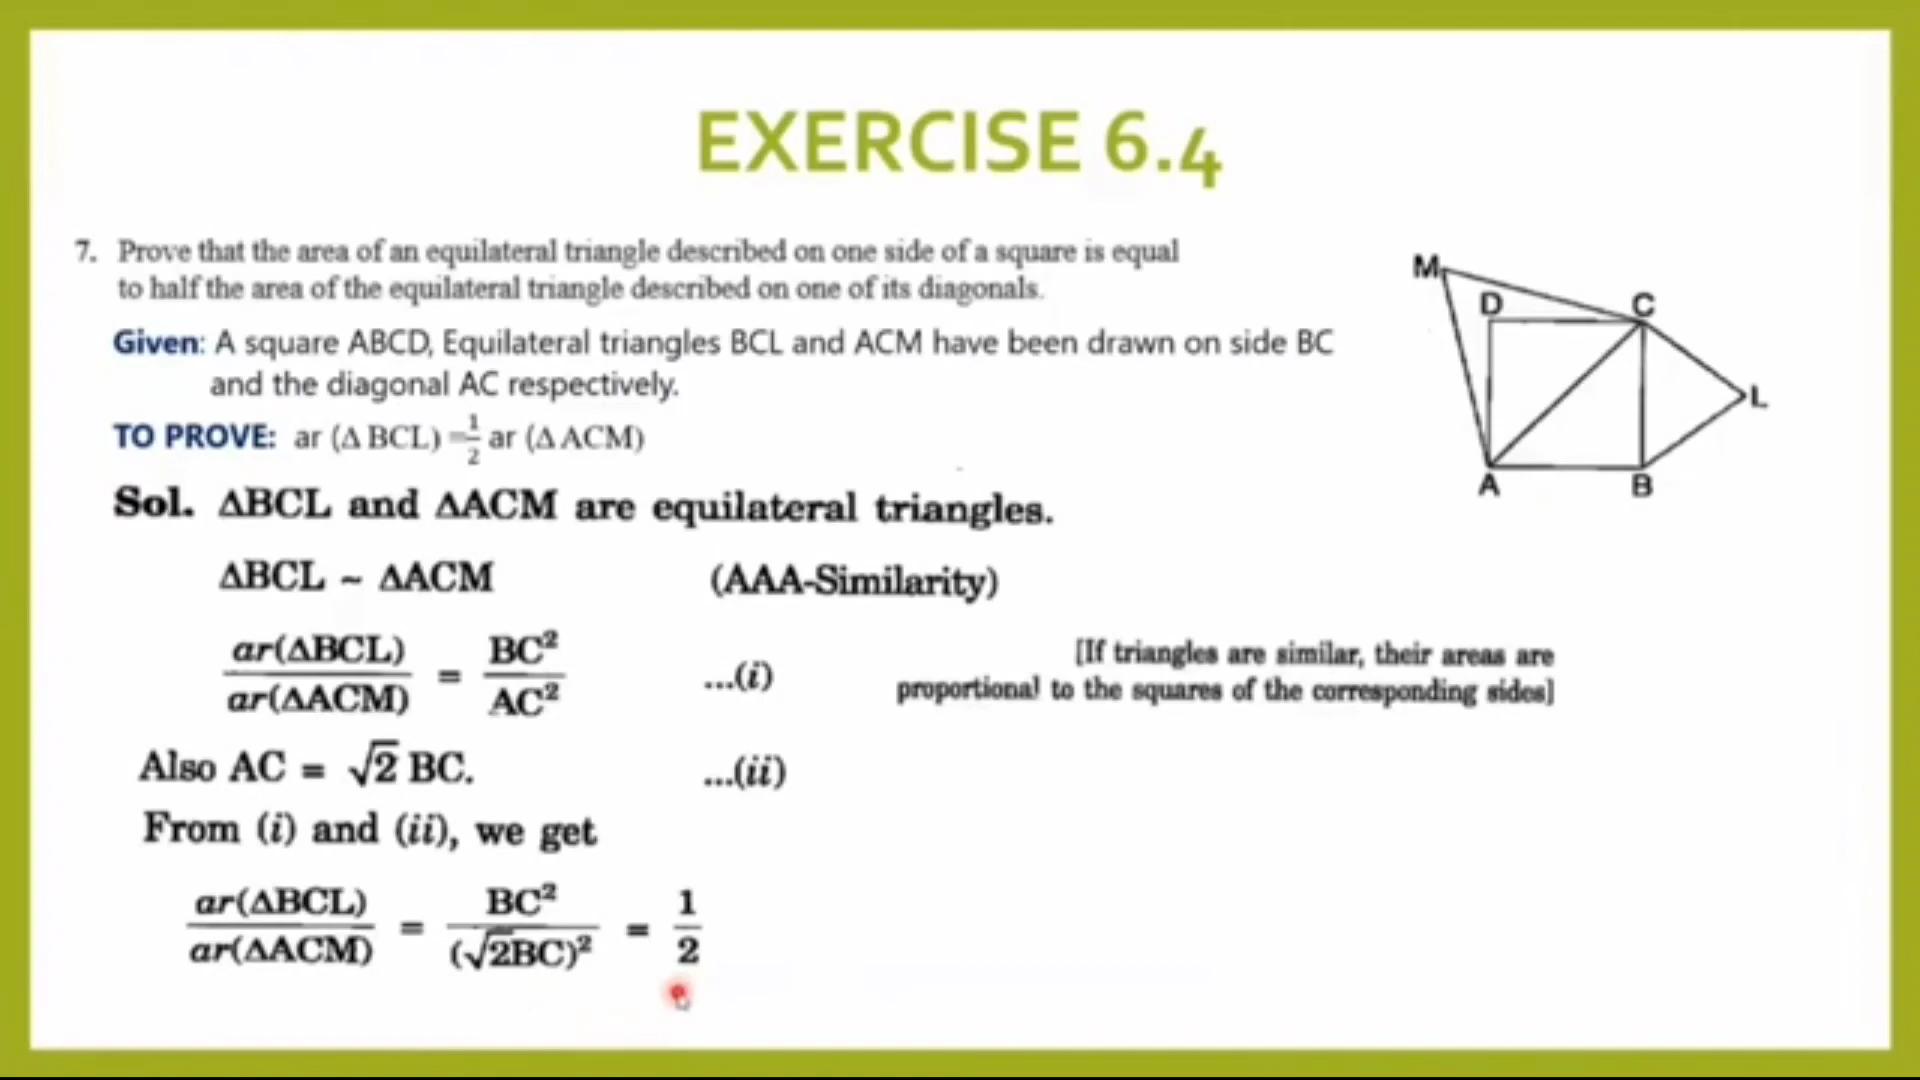 EXERCISE 6.4
7. Prove that the area of an equilateral triangle described on one side of a square is equal
to half the area of the equilateral triangle described on one of its diagonals.
Given: A square ABCD, Equilateral triangles BCL and ACM have been drawn on side BC
and the diagonal AC respectively.
TO PROVE: ar (Δ BCL) = 1/2 ar (Δ ACM)
Sol. ΔBCL and ΔACM are equilateral triangles.
ΔBCL ~ ΔACM (AAA-Similarity)
ar(ΔBCL)/ar(ΔACM) = BC²/AC² ...(i) [If triangles are similar, their areas are
proportional to the squares of the corresponding sides]
Also AC = √2 BC. ...(ii)
From (i) and (ii), we get
ar(ΔBCL)/ar(ΔACM) = BC²/(√2BC)² = 1/2
M
D
C
L
A
B